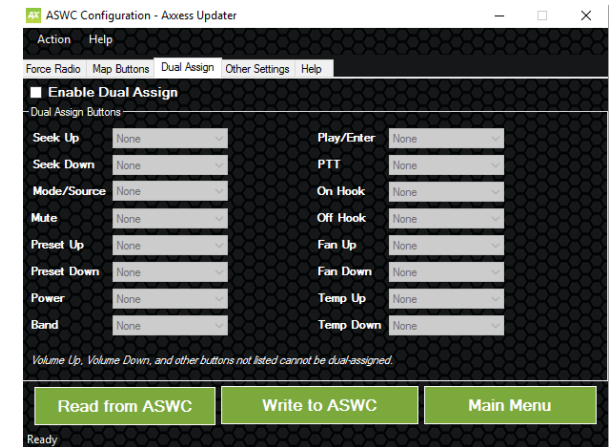 AX ASWC Configuration - Axxess Updater
Action Help
Force Radio Map Buttons Dual Assign Other Settings Help
Enable Dual Assign
Dual Assign Buttons
Seek Up None Play/Enter None
Seek Down None PTT None
Mode/Source None On Hook None
Mute None Off Hook None
Preset Up None Fan Up None
Preset Down None Fan Down None
Power None Temp Up None
Band None Temp Down None
Volume Up, Volume Down, and other buttons not listed cannot be dual-assigned.
Read from ASWC Write to ASWC Main Menu
Ready